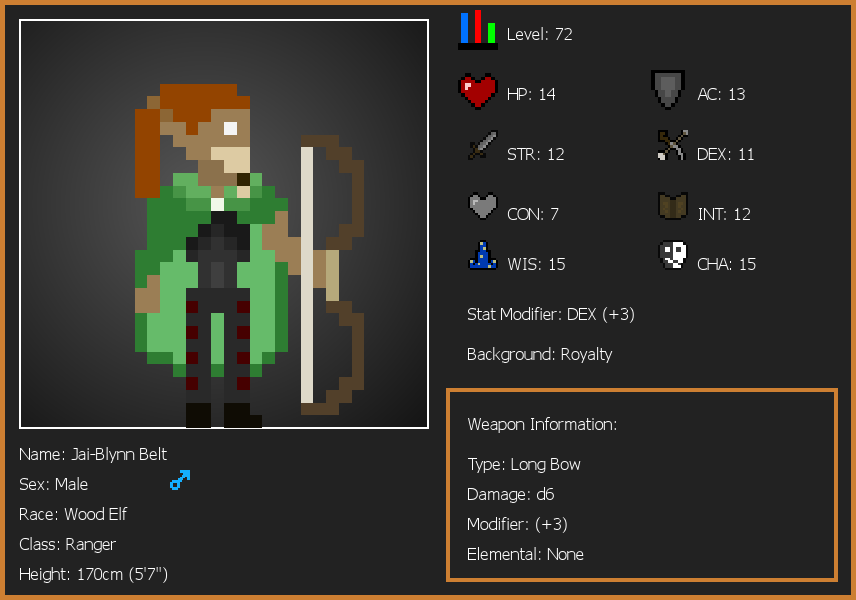 Level: 72
HP: 14
AC: 13
STR: 12
DEX: 11
CON: 7
INT: 12
WIS: 15
CHA: 15
Stat Modifier: DEX (+3)
Background: Royalty
Weapon Information:
Type: Long Bow
Damage: d6
Modifier: (+3)
Elemental: None
Name: Jai-Blynn Belt
Sex: Male
Race: Wood Elf
Class: Ranger
Height: 170cm (5'7")